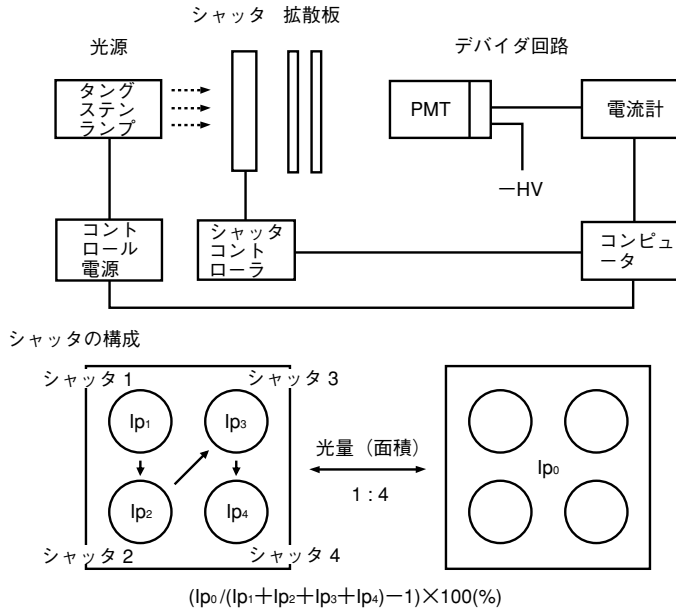 シャッタ 拡散板
光源
デバイダ回路
タング
ステン
ランプ
PMT
電流計
ーHV
コント
ロール
電源
シャッタ
コント
ローラ
コンピュ
ータ
シャッタの構成
シャッタ 1
シャッタ 3
Ip1
Ip3
光量（面積）
Ip0
1 : 4
Ip2
Ip4
シャッタ 2
シャッタ 4
(Ip0/(Ip1＋Ip2＋Ip3＋Ip4)−1)×100(%)